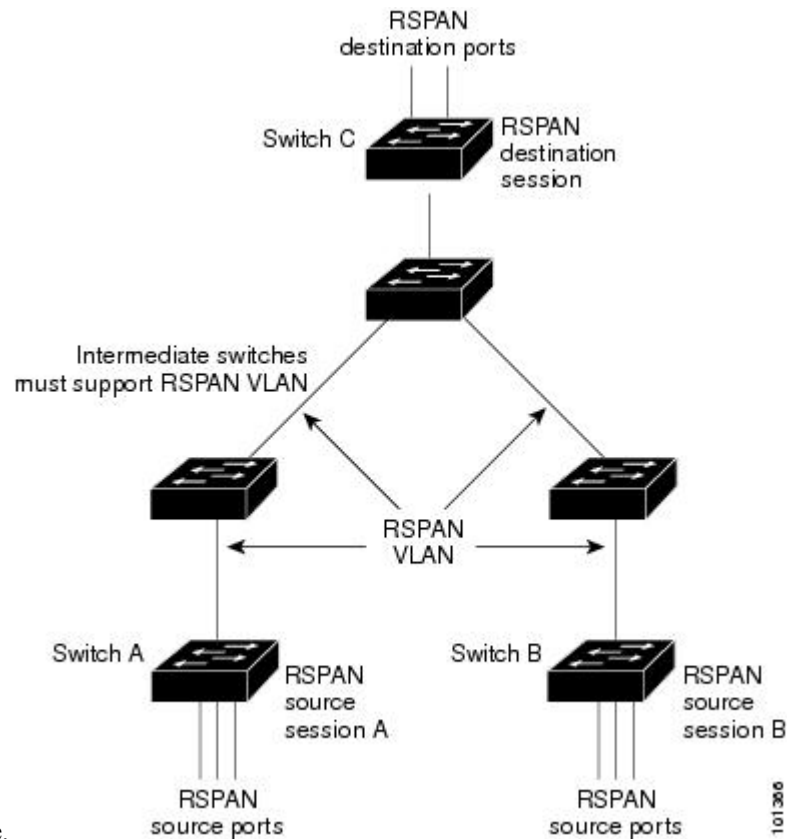 RSPAN
destination ports
Switch C
RSPAN
destination
session
Intermediate switches
must support RSPAN VLAN
RSPAN
VLAN
Switch A
RSPAN
source
session A
Switch B
RSPAN
source
session B
RSPAN
source ports
RSPAN
source ports
101366